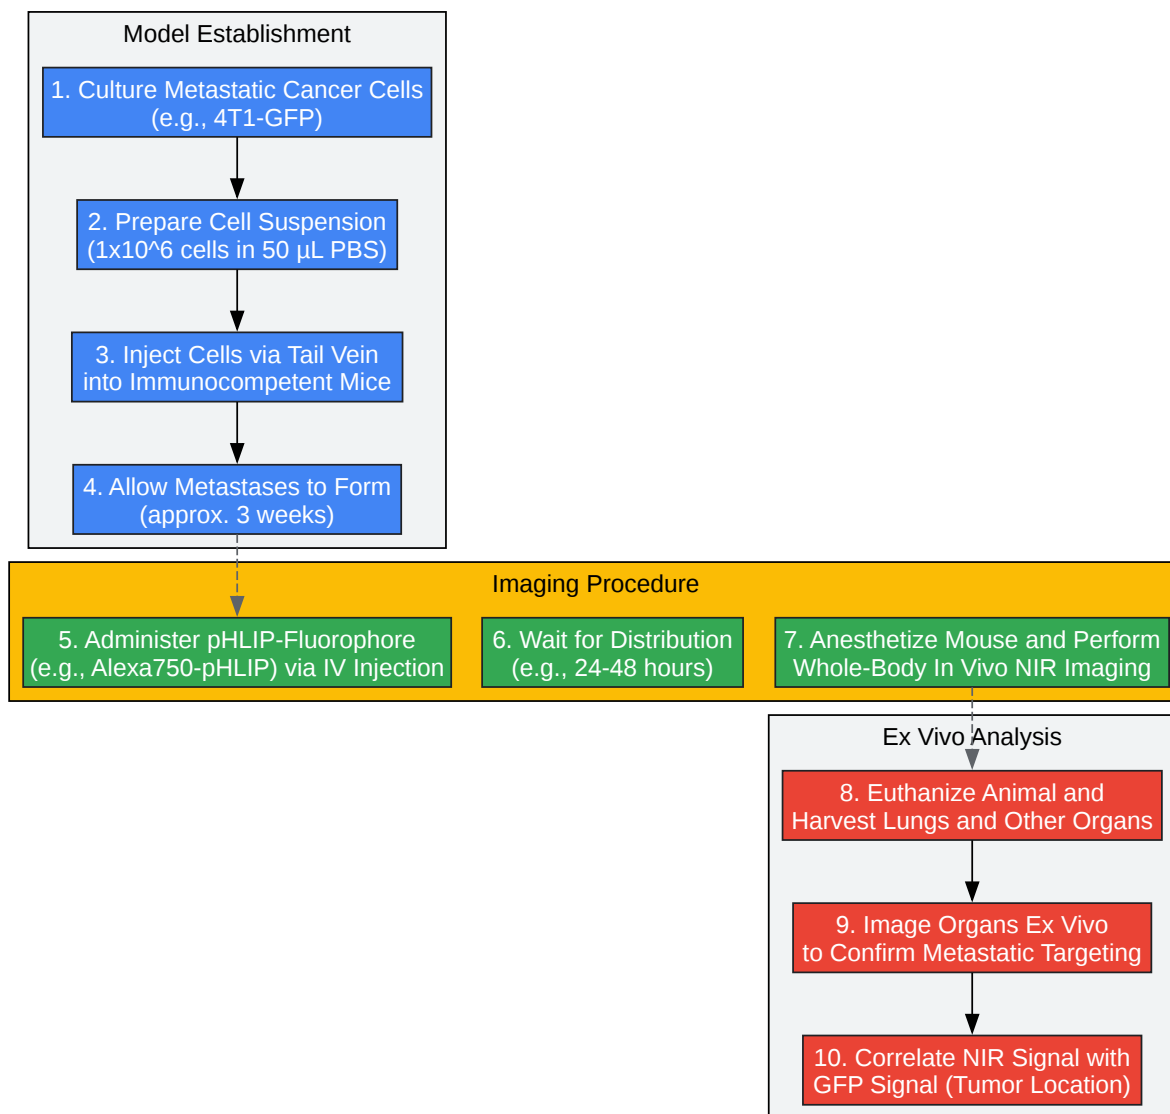 Model Establishment
1. Culture Metastatic Cancer Cells
(e.g., 4T1-GFP)
2. Prepare Cell Suspension
(1x10^6 cells in 50 µL PBS)
3. Inject Cells via Tail Vein
into Immunocompetent Mice
4. Allow Metastases to Form
(approx. 3 weeks)
Imaging Procedure
5. Administer pHLIP-Fluorophore
(e.g., Alexa750-pHLIP) via IV Injection
6. Wait for Distribution
(e.g., 24-48 hours)
7. Anesthetize Mouse and Perform
Whole-Body In Vivo NIR Imaging
Ex Vivo Analysis
8. Euthanize Animal and
Harvest Lungs and Other Organs
9. Image Organs Ex Vivo
to Confirm Metastatic Targeting
10. Correlate NIR Signal with
GFP Signal (Tumor Location)